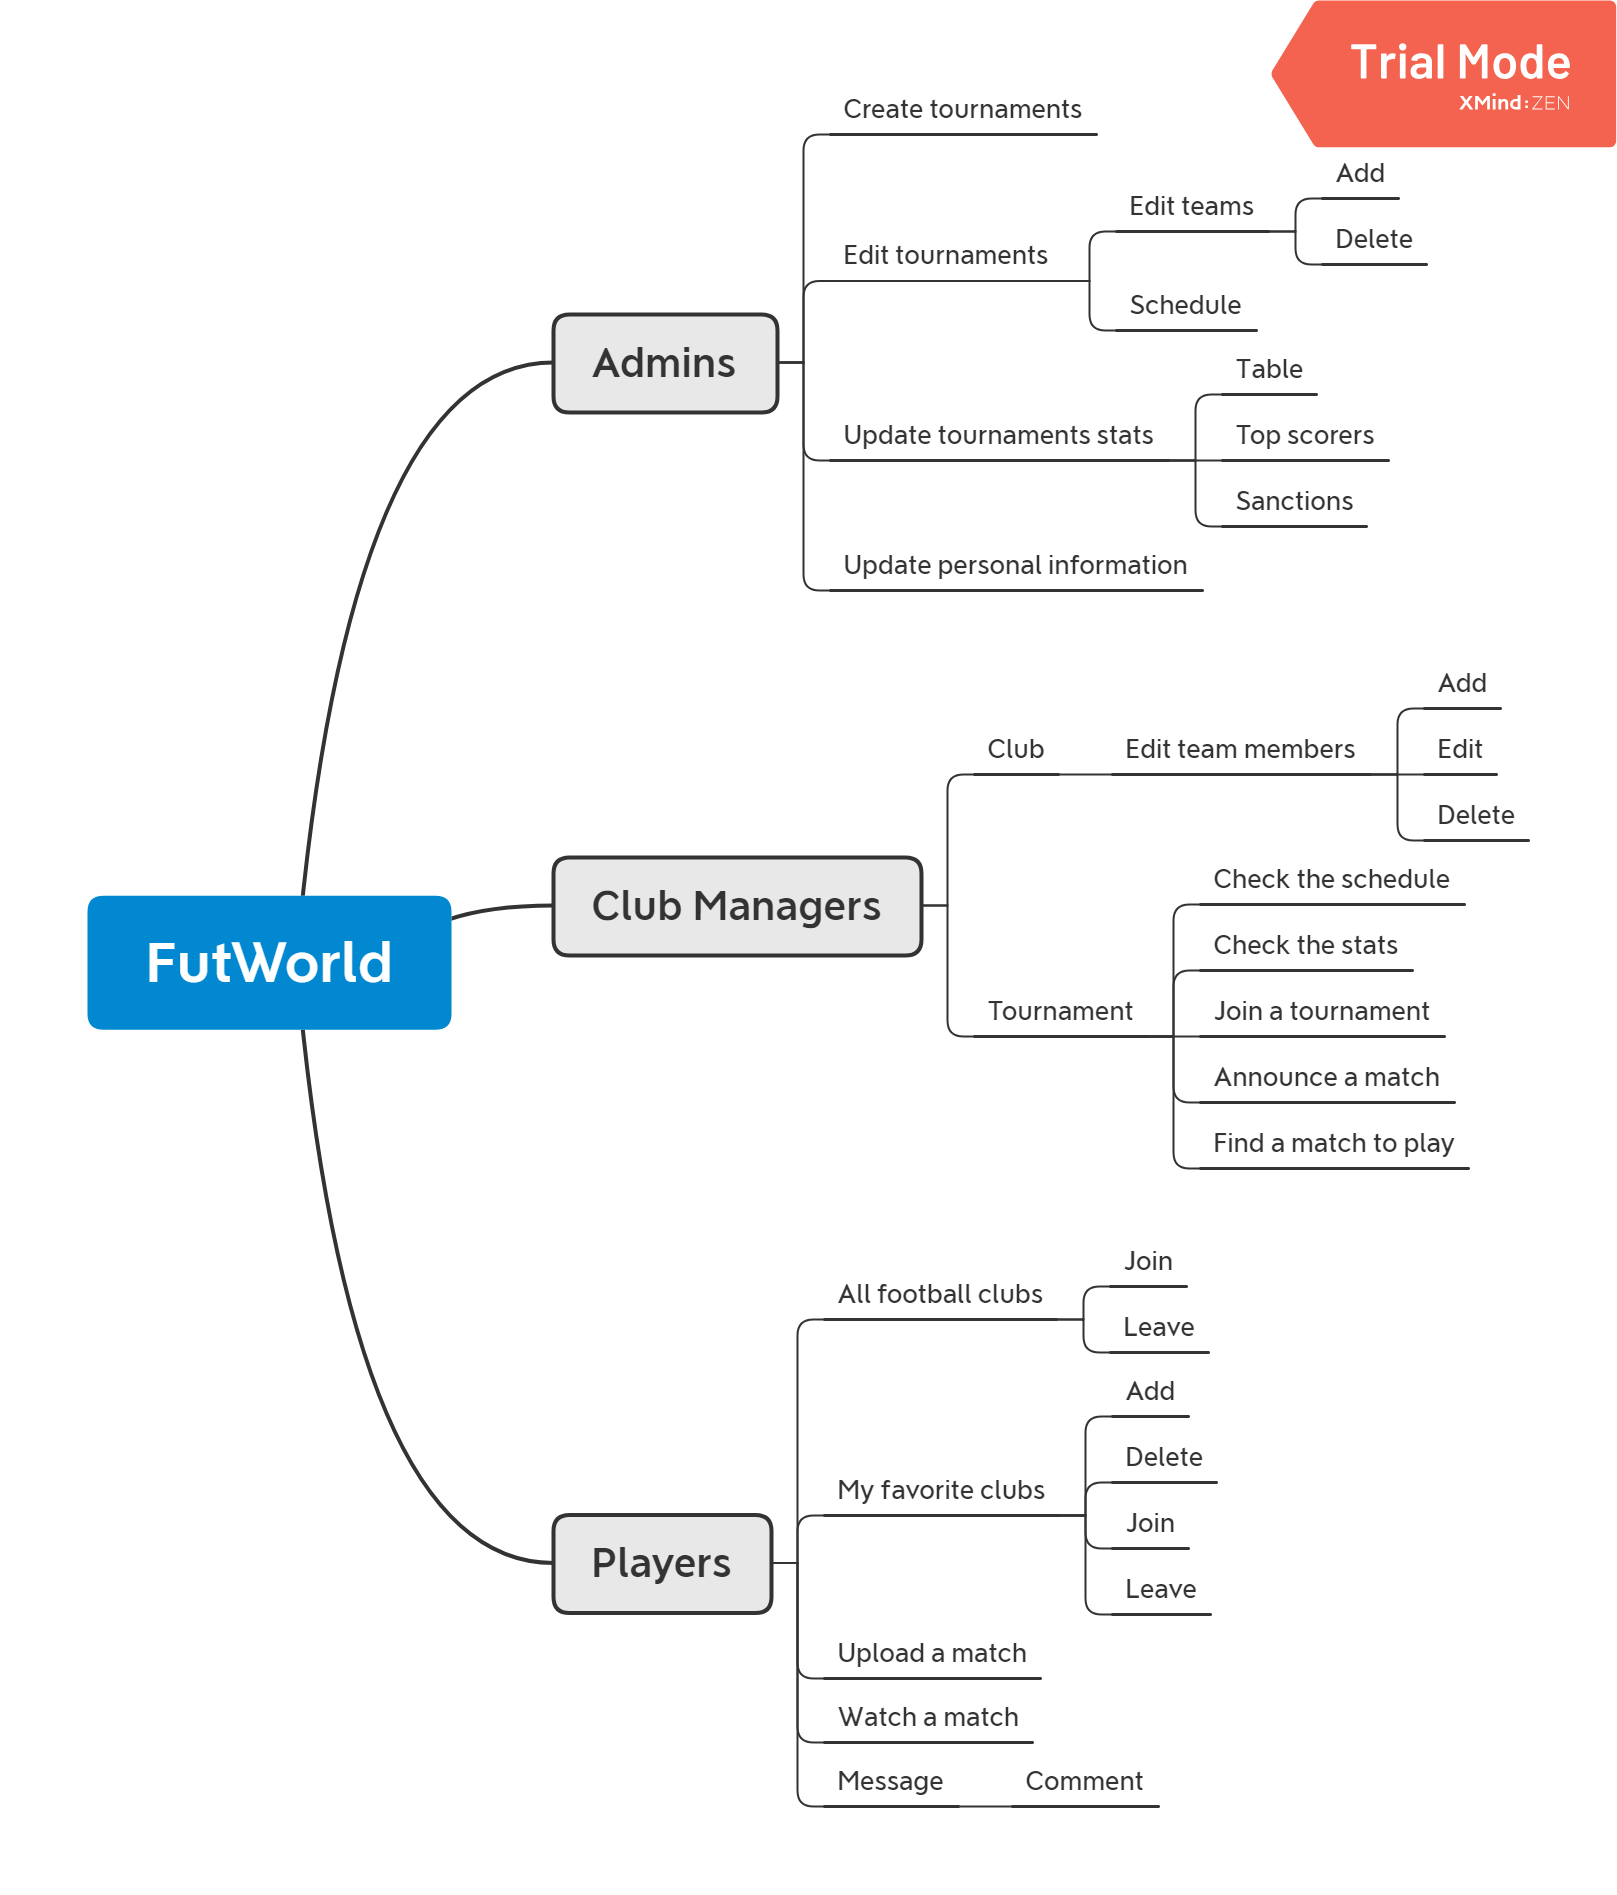 Trial Mode
XMind:ZEN
FutWorld
Admins
Create tournaments
Edit tournaments
Edit teams
Add
Delete
Schedule
Update tournaments stats
Table
Top scorers
Sanctions
Update personal information
Club Managers
Club
Edit team members
Add
Edit
Delete
Tournament
Check the schedule
Check the stats
Join a tournament
Announce a match
Find a match to play
Players
All football clubs
Join
Leave
My favorite clubs
Add
Delete
Join
Leave
Upload a match
Watch a match
Message
Comment